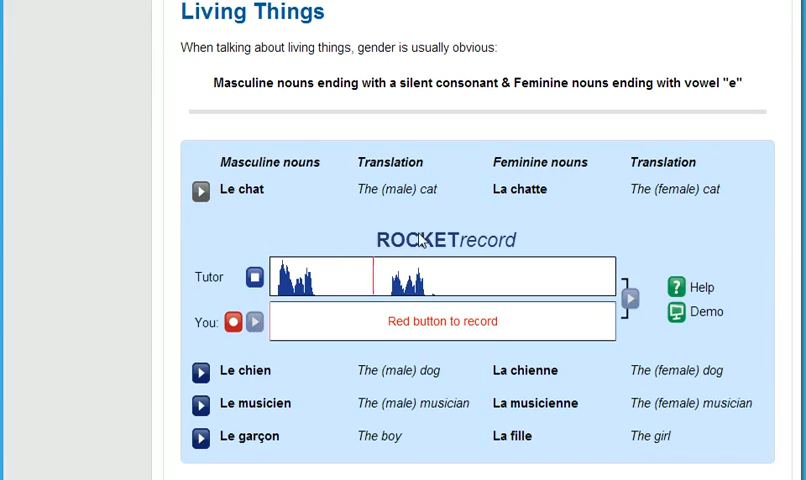 Living Things
When talking about living things, gender is usually obvious:
Masculine nouns ending with a silent consonant & Feminine nouns ending with vowel "e"
Masculine nouns Translation Feminine nouns Translation
Le chat The (male) cat La chatte The (female) cat
ROCKETrecord
Tutor
? Help
You: Red button to record
Demo
Le chien The (male) dog La chienne The (female) dog
Le musicien The (male) musician La musicienne The (female) musician
Le garçon The boy La fille The girl